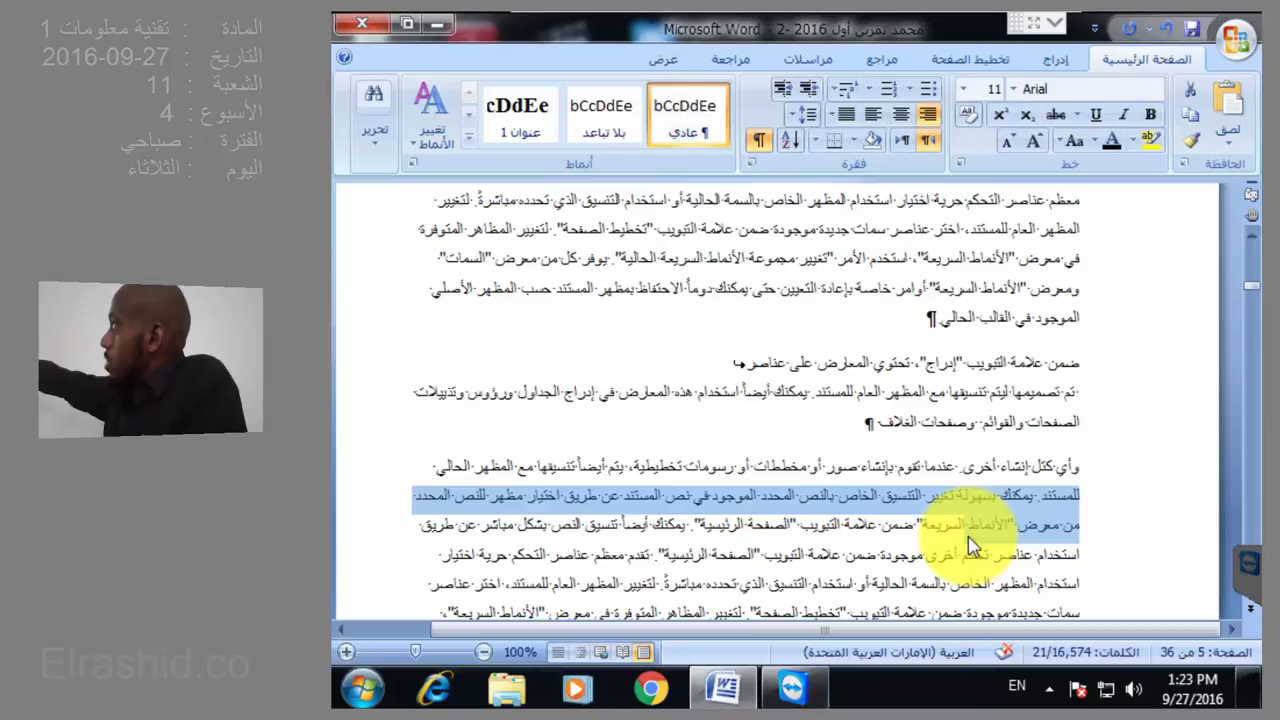 المادة : تقنية معلومات 1
التاريخ : 27-09-2016
الشعبة : 11
الأسبوع : 4
الفترة : صباحي
اليوم : الثلاثاء
Elrashid.co
محمد تمرين أول 2016 -2 - Microsoft Word
الصفحة الرئيسية
إدراج
تخطيط الصفحة
مراجع
مراسلات
مراجعة
عرض
لصق
الحافظة
Arial
11
خط
فقرة
bCcDdEe
¶ عادي
bCcDdEe
بلا تباعد
cDdEe
عنوان 1
تغيير الأنماط
أنماط
تحرير
معظم عناصر التحكم حرية اختيار استخدام المظهر الخاص بالسمة الحالية أو استخدام التنسيق الذي تحدده مباشرةً. لتغيير
المظهر العام للمستند، اختر عناصر سمات جديدة موجودة ضمن علامة التبويب "تخطيط الصفحة". لتغيير المظاهر المتوفرة
في معرض "الأنماط السريعة"، استخدم الأمر "تغيير مجموعة الأنماط السريعة الحالية". يوفر كل من معرض "السمات"
ومعرض "الأنماط السريعة" أوامر خاصة بإعادة التعيين حتى يمكنك دوماً الاحتفاظ بمظهر المستند حسب المظهر الأصلي
الموجود في القالب الحالي. ¶
ضمن علامة التبويب "إدراج"، تحتوي المعارض على عناصر
تم تصميمها ليتم تنسيقها مع المظهر العام للمستند. يمكنك أيضاً استخدام هذه المعارض في إدراج الجداول ورؤوس وتذييلات
الصفحات والقوائم وصفحات الغلاف ¶
وأي كتل إنشاء أخرى. عندما تقوم بإنشاء صور أو مخططات أو رسومات تخطيطية، يتم أيضاً تنسيقها مع المظهر الحالي
للمستند. يمكنك بسهولة تغيير التنسيق الخاص بالنص المحدد الموجود في نص المستند عن طريق اختيار مظهر للنص المحدد
من معرض "الأنماط السريعة" ضمن علامة التبويب "الصفحة الرئيسية". يمكنك أيضاً تنسيق النص بشكل مباشر عن طريق
استخدام عناصر تحكم أخرى موجودة ضمن علامة التبويب "الصفحة الرئيسية". تقدم معظم عناصر التحكم حرية اختيار
استخدام المظهر الخاص بالسمة الحالية أو استخدام التنسيق الذي تحدده مباشرةً. لتغيير المظهر العام للمستند، اختر عناصر
سمات جديدة موجودة ضمن علامة التبويب "تخطيط الصفحة". لتغيير المظاهر المتوفرة في معرض "الأنماط السريعة"،
الصفحة: 5 من 36
الكلمات: 21/16,574
العربية (الإمارات العربية المتحدة)
100%
EN
1:23 PM
9/27/2016